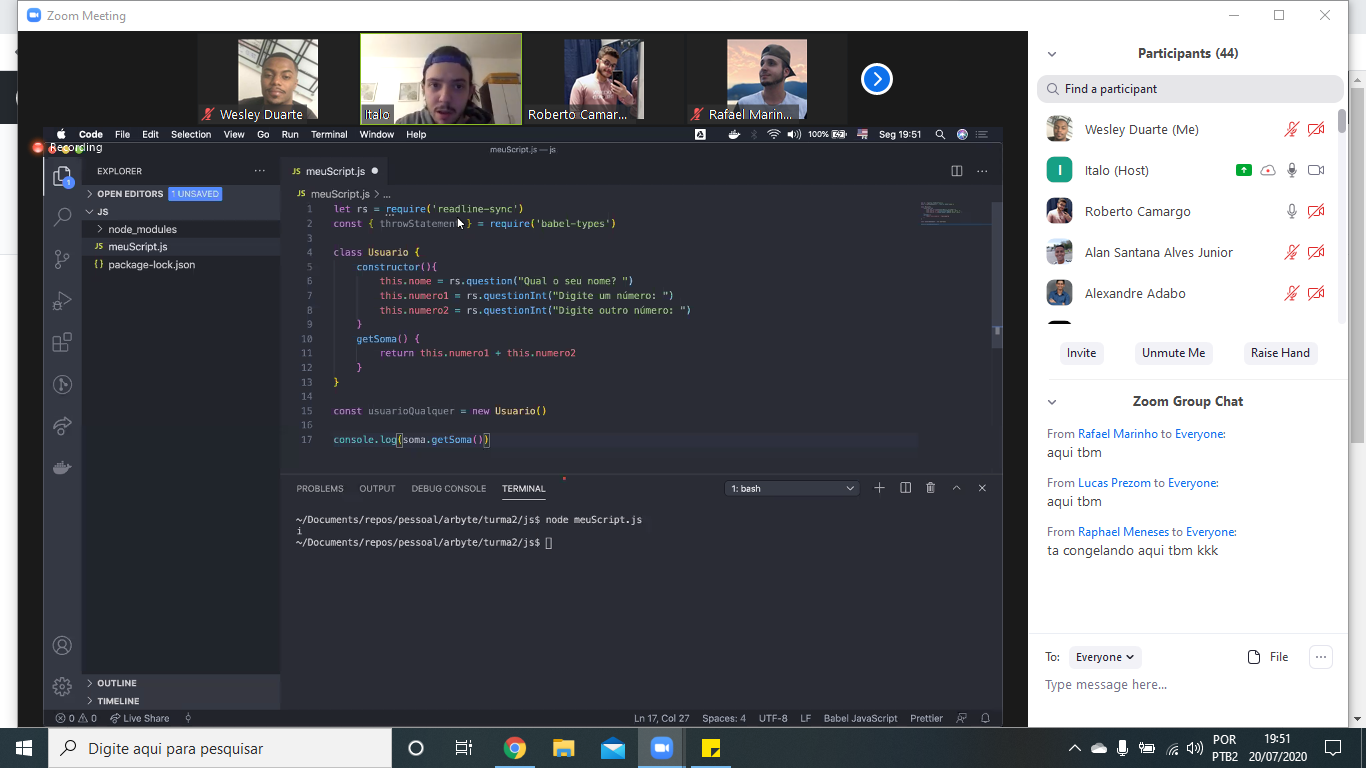 Zoom Meeting
Wesley Duarte
Italo
Roberto Camar...
Rafael Marin...
Code File Edit Selection View Go Run Terminal Window Help
100%
Seg 19:51
Recording
meuScript.js — js
EXPLORER
OPEN EDITORS 1 UNSAVED
JS
node_modules
JS meuScript.js
{} package-lock.json
OUTLINE
TIMELINE
1
JS meuScript.js
JS meuScript.js > ...
1 let rs = require('readline-sync')
2 const { throwStatement } = require('babel-types')
3
4 class Usuario {
5 constructor(){
6 this.nome = rs.question("Qual o seu nome? ")
7 this.numero1 = rs.questionInt("Digite um número: ")
8 this.numero2 = rs.questionInt("Digite outro número: ")
9 }
10 getSoma() {
11 return this.numero1 + this.numero2
12 }
13 }
14
15 const usuarioQualquer = new Usuario()
16
17 console.log(soma.getSoma())
PROBLEMS OUTPUT DEBUG CONSOLE TERMINAL
1: bash
~/Documents/repos/pessoal/arbyte/turma2/js$ node meuScript.js
i
~/Documents/repos/pessoal/arbyte/turma2/js$
0 0 Live Share
Ln 17, Col 27 Spaces: 4 UTF-8 LF Babel JavaScript Prettier
Participants (44)
Find a participant
Wesley Duarte (Me)
I Italo (Host)
Roberto Camargo
Alan Santana Alves Junior
Alexandre Adabo
Invite Unmute Me Raise Hand
Zoom Group Chat
From Rafael Marinho to Everyone:
aqui tbm
From Lucas Prezom to Everyone:
aqui tbm
From Raphael Meneses to Everyone:
ta congelando aqui tbm kkk
To: Everyone File ...
Type message here...
Digite aqui para pesquisar
POR
PTB2
19:51
20/07/2020